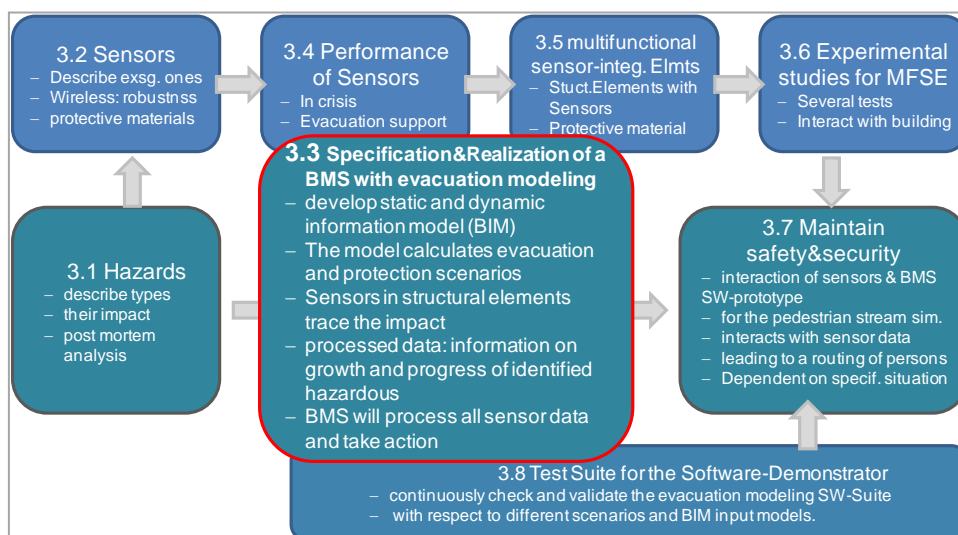 3.2 Sensors
– Describe exsg. ones
– Wireless: robustnss
– protective materials
3.4 Performance
of Sensors
– In crisis
– Evacuation support
3.5 multifunctional
sensor-integ. Elmts
– Stuct.Elements with
Sensors
– Protective material
3.6 Experimental
studies for MFSE
– Several tests
– Interact with building
3.3 Specification&Realization of a
BMS with evacuation modeling
– develop static and dynamic
information model (BIM)
– The model calculates evacuation
and protection scenarios
– Sensors in structural elements
trace the impact
– processed data: information on
growth and progress of identified
hazardous
– BMS will process all sensor data
and take action
3.1 Hazards
– describe types
– their impact
– post mortem
analysis
3.7 Maintain
safety&security
– interaction of sensors & BMS
SW-prototype
– for the pedestrian stream sim.
– interacts with sensor data
– leading to a routing of persons
– Dependent on specif. situation
3.8 Test Suite for the Software-Demonstrator
– continuously check and validate the evacuation modeling SW-Suite
– with respect to different scenarios and BIM input models.